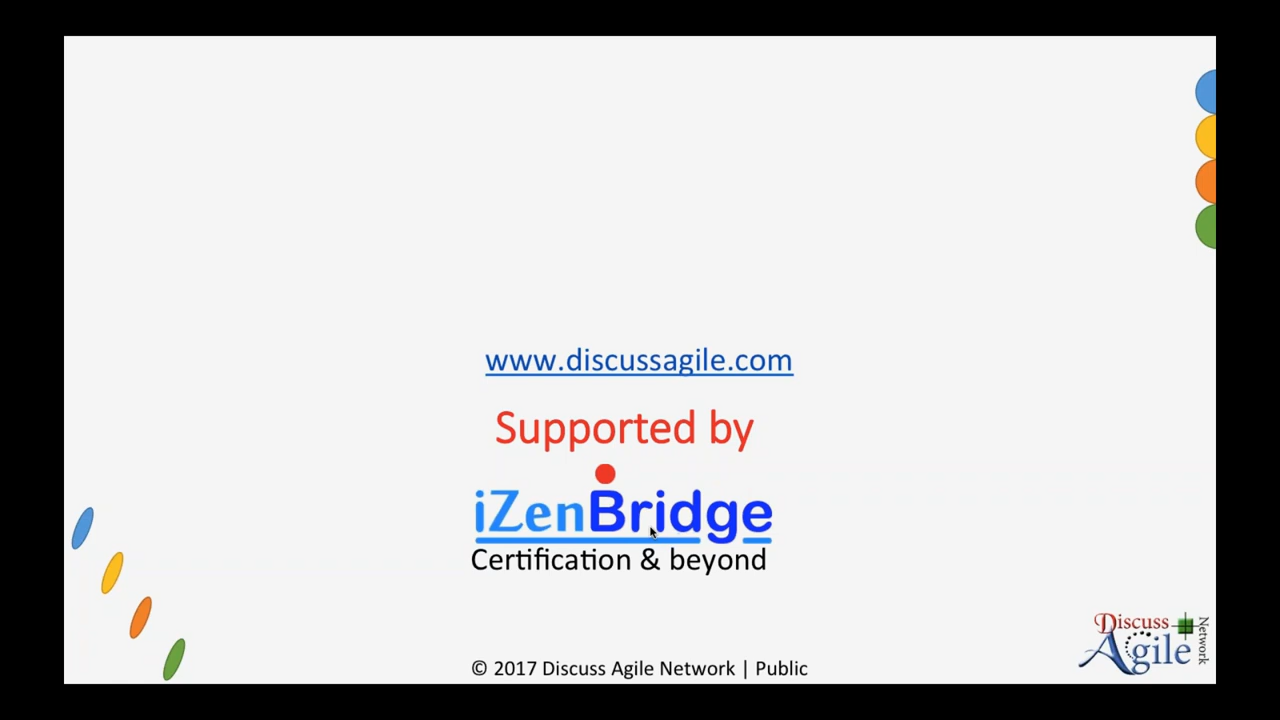 www.discussagile.com
Supported by
iZenBridge
Certification & beyond
Discuss
Agile
Network
© 2017 Discuss Agile Network | Public